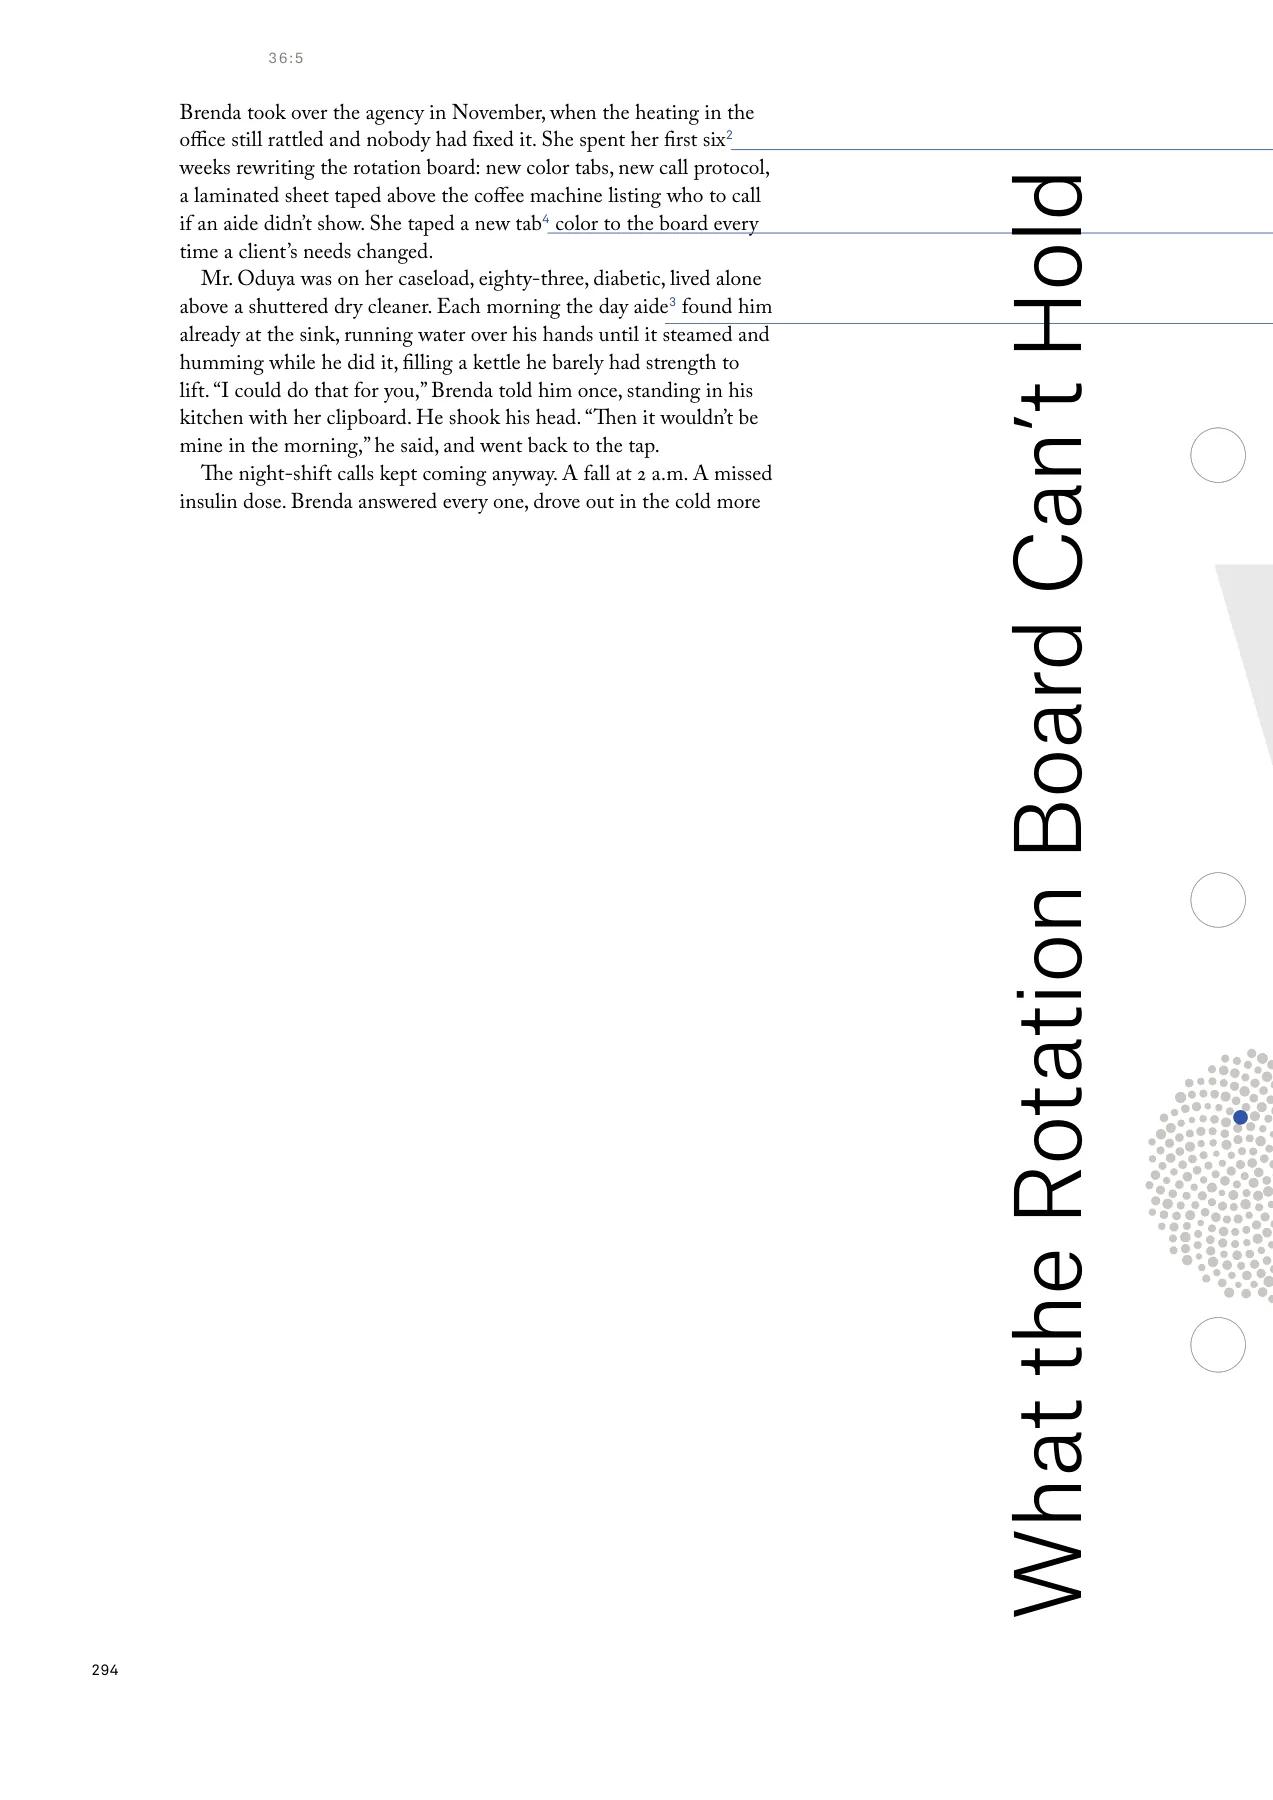 36:5
Brenda took over the agency in November, when the heating in the
office still rattled and nobody had fixed it. She spent her first six²
weeks rewriting the rotation board: new color tabs, new call protocol,
a laminated sheet taped above the coffee machine listing who to call
if an aide didn’t show. She taped a new tab⁴ color to the board every
time a client’s needs changed.
Mr. Oduya was on her caseload, eighty-three, diabetic, lived alone
above a shuttered dry cleaner. Each morning the day aide³ found him
already at the sink, running water over his hands until it steamed and
humming while he did it, filling a kettle he barely had strength to
lift. “I could do that for you,” Brenda told him once, standing in his
kitchen with her clipboard. He shook his head. “Then it wouldn’t be
mine in the morning,” he said, and went back to the tap.
The night-shift calls kept coming anyway. A fall at 2 a.m. A missed
insulin dose. Brenda answered every one, drove out in the cold more
What the Rotation Board Can’t Hold
294